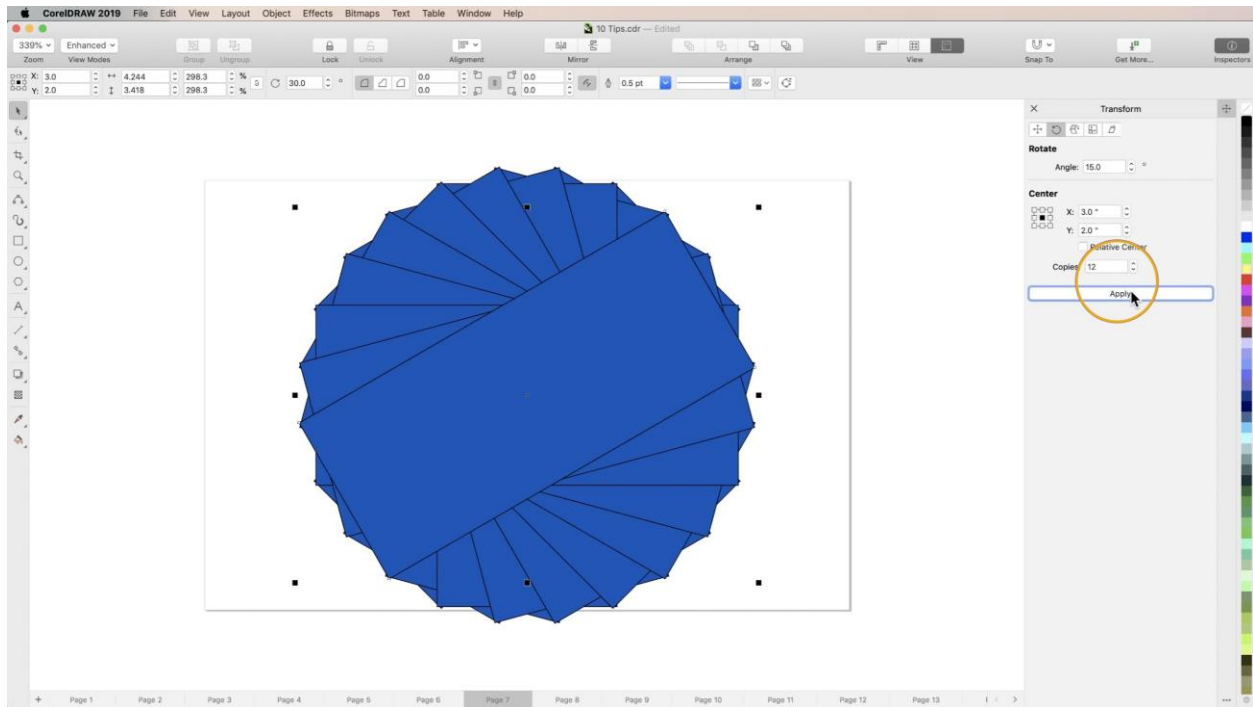 CorelDRAW 2019 File Edit View Layout Object Effects Bitmaps Text Table Window Help
10 Tips.cdr — Edited
339% Enhanced 0.0 0.0
Zoom View Modes Group Ungroup Lock Unlock Alignment Mirror Arrange View Snap To Get More... Inspectors
X: 3.0 4.244 298.3 % 30.0 ° 0.0 0.0 0.5 pt
Y: 2.0 3.418 298.3 % 0.0 0.0
Transform
Rotate
Angle: 15.0 °
Center
X: 3.0 "
Y: 2.0 "
Relative Center
Copies: 12
Apply
+ Page 1 Page 2 Page 3 Page 4 Page 5 Page 6 Page 7 Page 8 Page 9 Page 10 Page 11 Page 12 Page 13